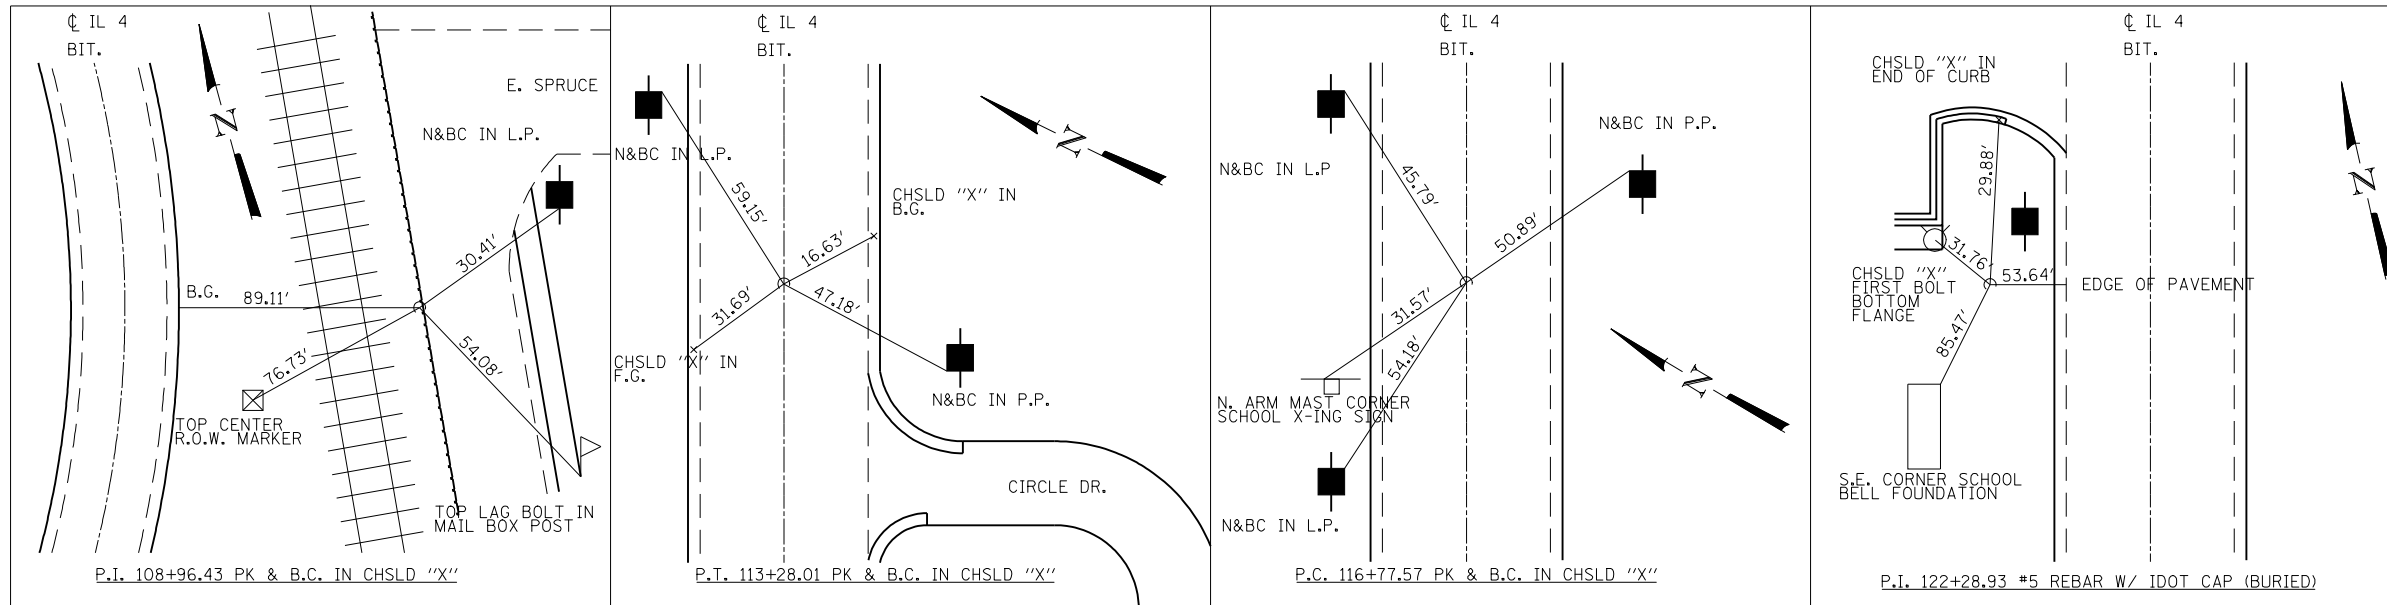 ℄ IL 4
BIT.
N
E. SPRUCE
N&BC IN L.P.
30.41'
B.G.
89.11'
76.73'
54.08'
TOP CENTER
R.O.W. MARKER
TOP LAG BOLT IN
MAIL BOX POST
P.I. 108+96.43 PK & B.C. IN CHSLD "X"
℄ IL 4
BIT.
N
N&BC IN L.P.
59.15'
CHSLD "X" IN
B.G.
16.63'
31.69'
47.18'
CHSLD "X" IN
F.G.
N&BC IN P.P.
CIRCLE DR.
P.T. 113+28.01 PK & B.C. IN CHSLD "X"
℄ IL 4
BIT.
N&BC IN P.P.
N&BC IN L.P
45.79'
50.89'
31.57'
54.18'
N
N. ARM MAST CORNER
SCHOOL X-ING SIGN
N&BC IN L.P.
P.C. 116+77.57 PK & B.C. IN CHSLD "X"
℄ IL 4
BIT.
CHSLD "X" IN
END OF CURB
29.88'
N
31.76'
53.64'
CHSLD "X"
FIRST BOLT
BOTTOM
FLANGE
EDGE OF PAVEMENT
85.47'
S.E. CORNER SCHOOL
BELL FOUNDATION
P.I. 122+28.93 #5 REBAR W/ IDOT CAP (BURIED)